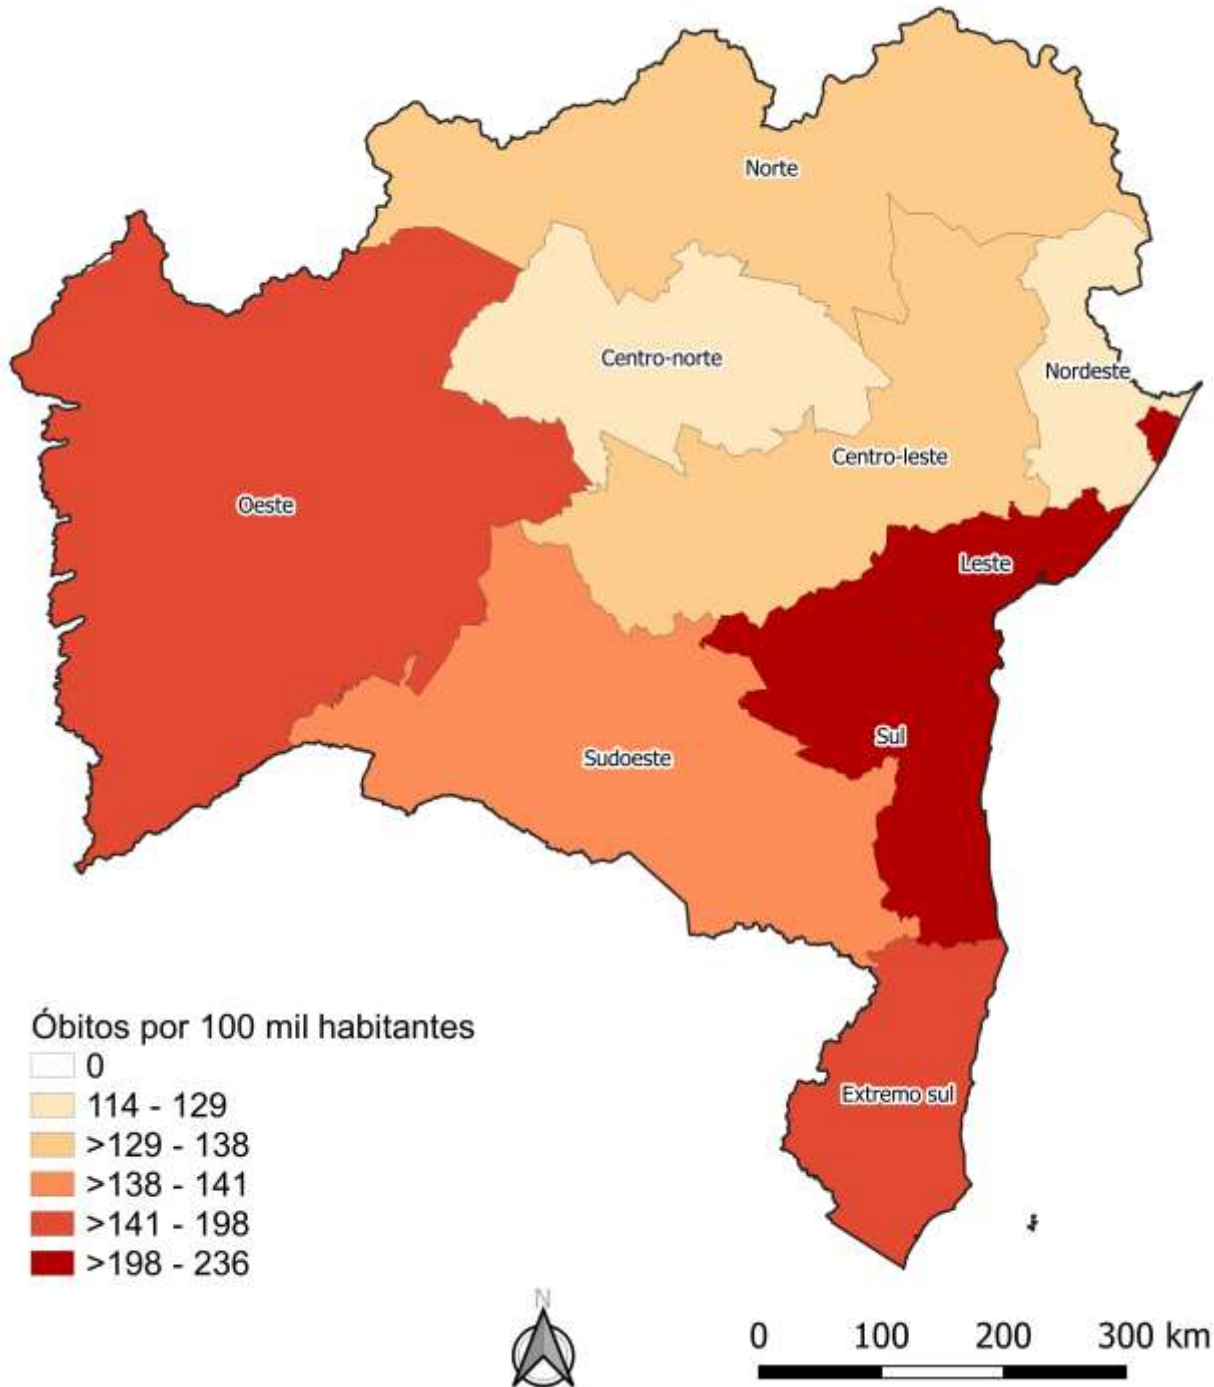 Norte
Centro-norte
Nordeste
Centro-leste
Oeste
Leste
Sul
Sudoeste
Óbitos por 100 mil habitantes
0
114 - 129
>129 - 138
>138 - 141
>141 - 198
>198 - 236
Extremo sul
N
0 100 200 300 km